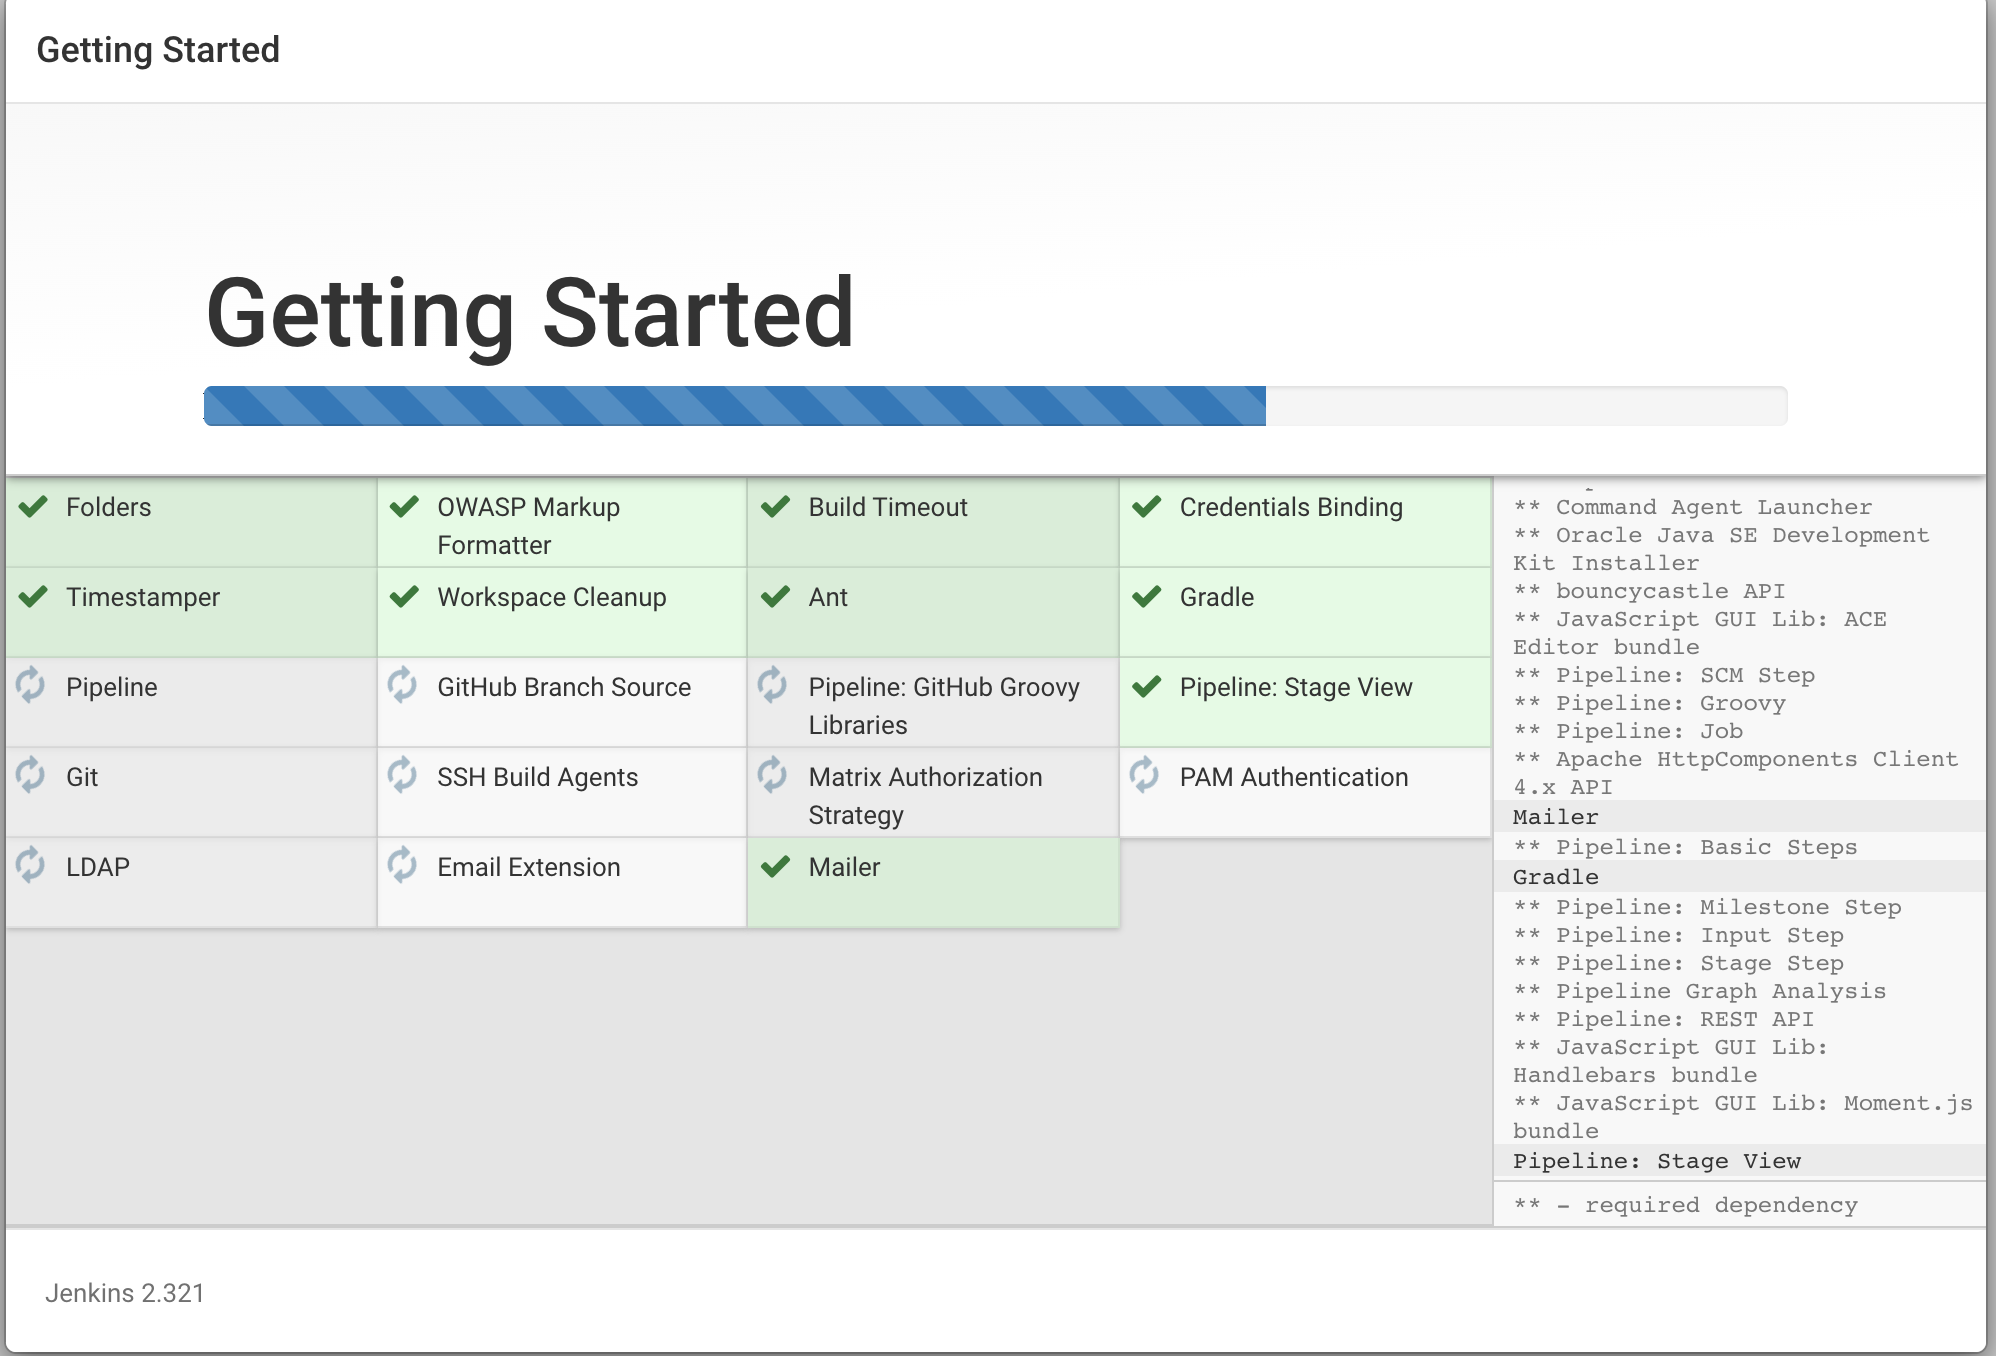 Getting Started
Getting Started
Folders
OWASP Markup
Formatter
Build Timeout
Credentials Binding
Timestamper
Workspace Cleanup
Ant
Gradle
Pipeline
GitHub Branch Source
Pipeline: GitHub Groovy
Libraries
Pipeline: Stage View
Git
SSH Build Agents
Matrix Authorization
Strategy
PAM Authentication
LDAP
Email Extension
Mailer
** Command Agent Launcher
** Oracle Java SE Development
Kit Installer
** bouncycastle API
** JavaScript GUI Lib: ACE
Editor bundle
** Pipeline: SCM Step
** Pipeline: Groovy
** Pipeline: Job
** Apache HttpComponents Client
4.x API
Mailer
** Pipeline: Basic Steps
Gradle
** Pipeline: Milestone Step
** Pipeline: Input Step
** Pipeline: Stage Step
** Pipeline Graph Analysis
** Pipeline: REST API
** JavaScript GUI Lib:
Handlebars bundle
** JavaScript GUI Lib: Moment.js
bundle
Pipeline: Stage View
** - required dependency
Jenkins 2.321